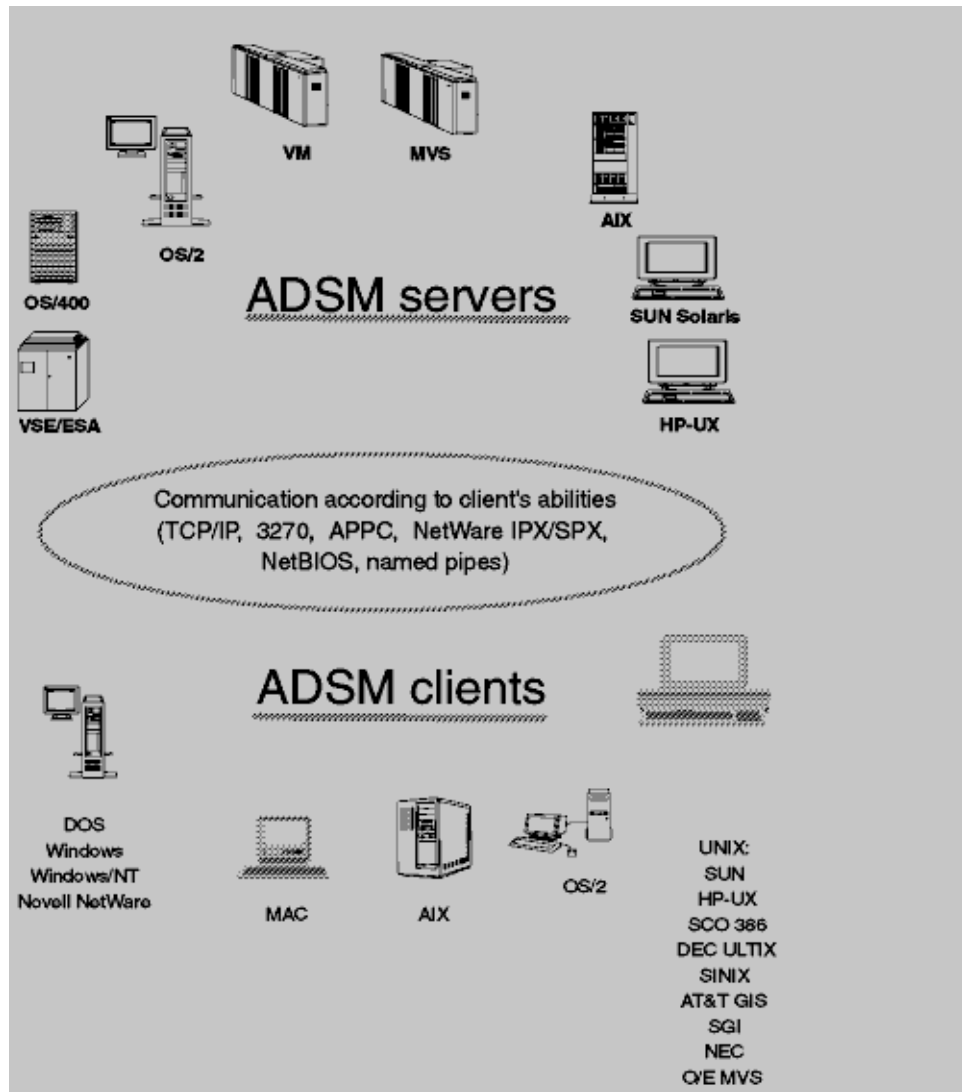 VM
MVS
OS/2
AIX
OS/400
ADSM servers
SUN Solaris
VSE/ESA
HP-UX
Communication according to client's abilities
(TCP/IP, 3270, APPC, NetWare IPX/SPX,
NetBIOS, named pipes)
ADSM clients
DOS
Windows
Windows/NT
Novell NetWare
MAC
AIX
OS/2
UNIX:
SUN
HP-UX
SCO 386
DEC ULTIX
SINIX
AT&T GIS
SGI
NEC
O/E MVS